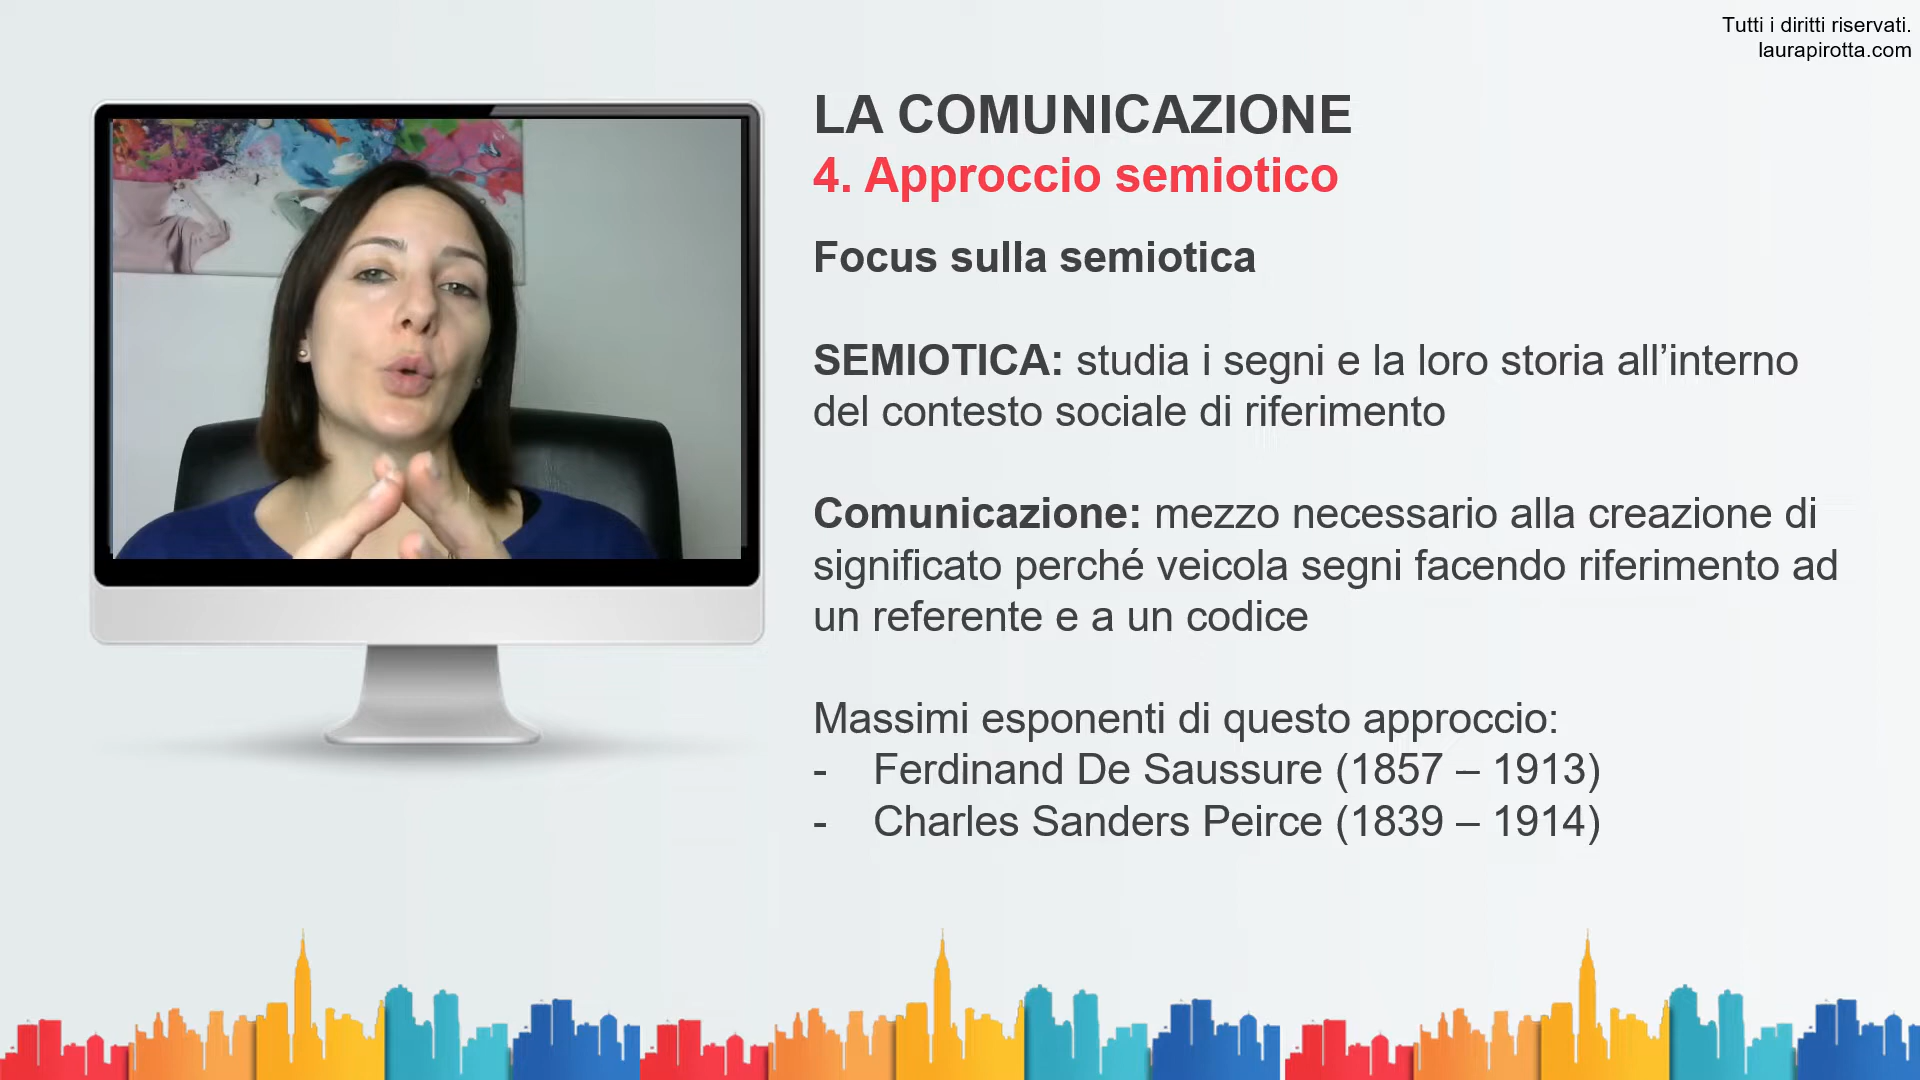 Tutti i diritti riservati.
laurapirotta.com
LA COMUNICAZIONE
4. Approccio semiotico
Focus sulla semiotica
SEMIOTICA: studia i segni e la loro storia all’interno
del contesto sociale di riferimento
Comunicazione: mezzo necessario alla creazione di
significato perché veicola segni facendo riferimento ad
un referente e a un codice
Massimi esponenti di questo approccio:
- Ferdinand De Saussure (1857 – 1913)
- Charles Sanders Peirce (1839 – 1914)